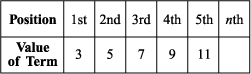 Position 1st 2nd 3rd 4th 5th nth
Value of Term 3 5 7 9 11